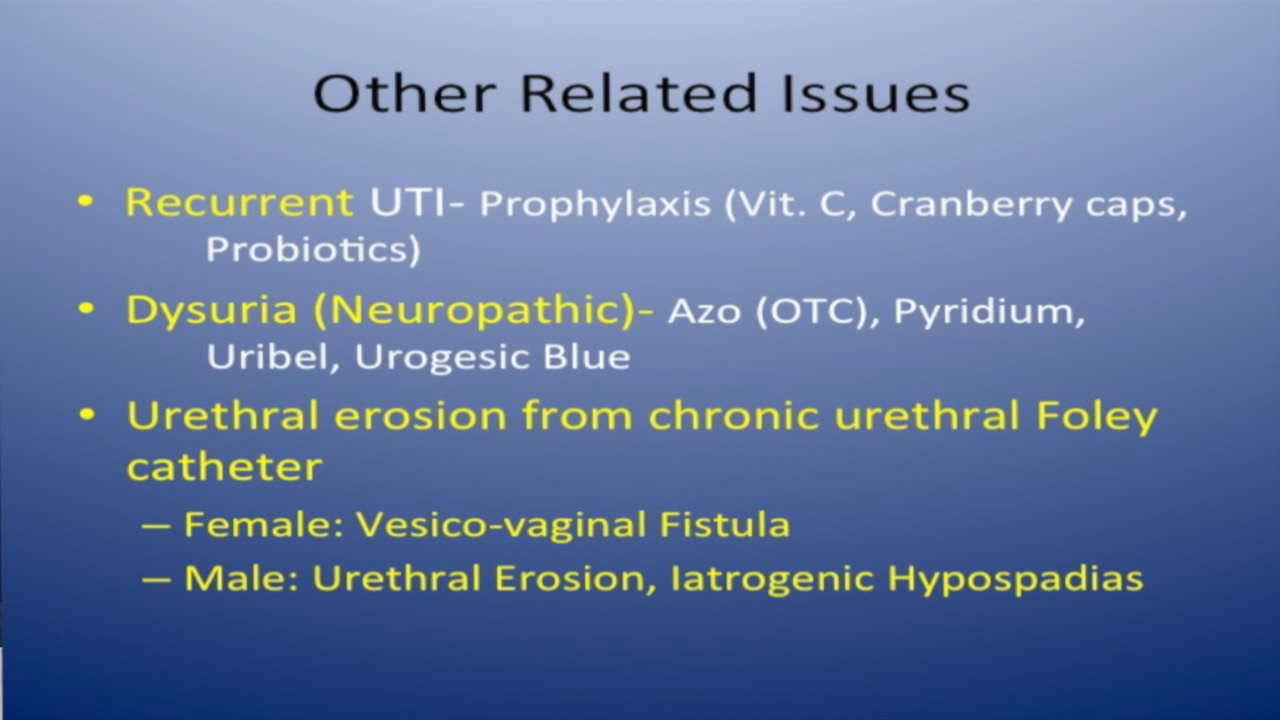 Other Related Issues
• Recurrent UTI- Prophylaxis (Vit. C, Cranberry caps,
Probiotics)
• Dysuria (Neuropathic)- Azo (OTC), Pyridium,
Uribel, Urogesic Blue
• Urethral erosion from chronic urethral Foley
catheter
– Female: Vesico-vaginal Fistula
– Male: Urethral Erosion, Iatrogenic Hypospadias